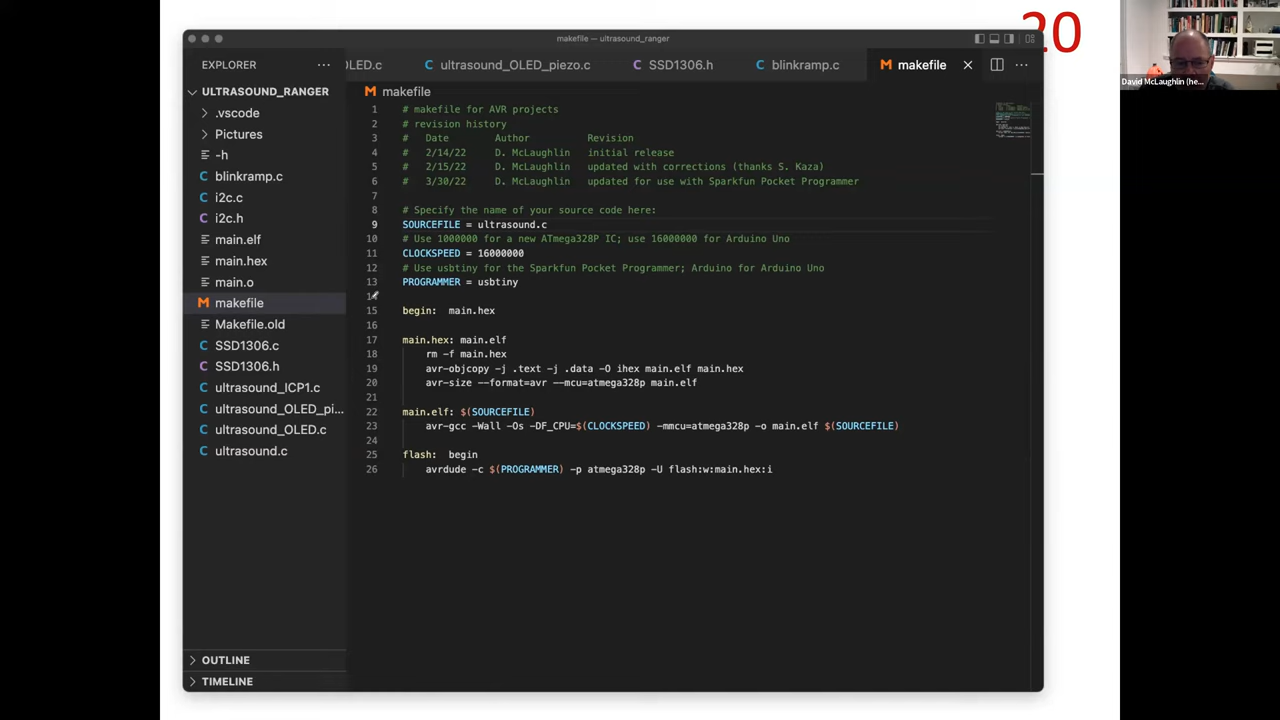 20
makefile — ultrasound_ranger
EXPLORER
OLED.c
ultrasound_OLED_piezo.c
SSD1306.h
blinkramp.c
makefile
ULTRASOUND_RANGER
.vscode
Pictures
-h
blinkramp.c
i2c.c
i2c.h
main.elf
main.hex
main.o
makefile
Makefile.old
SSD1306.c
SSD1306.h
ultrasound_ICP1.c
ultrasound_OLED_pi...
ultrasound_OLED.c
ultrasound.c
OUTLINE
TIMELINE
makefile
1 # makefile for AVR projects
2 # revision history
3 # Date Author Revision
4 # 2/14/22 D. McLaughlin initial release
5 # 2/15/22 D. McLaughlin updated with corrections (thanks S. Kaza)
6 # 3/30/22 D. McLaughlin updated for use with Sparkfun Pocket Programmer
7
8 # Specify the name of your source code here:
9 SOURCEFILE = ultrasound.c
10 # Use 1000000 for a new ATmega328P IC; use 16000000 for Arduino Uno
11 CLOCKSPEED = 16000000
12 # Use usbtiny for the Sparkfun Pocket Programmer; Arduino for Arduino Uno
13 PROGRAMMER = usbtiny
14
15 begin: main.hex
16
17 main.hex: main.elf
18 rm -f main.hex
19 avr-objcopy -j .text -j .data -O ihex main.elf main.hex
20 avr-size --format=avr --mcu=atmega328p main.elf
21
22 main.elf: $(SOURCEFILE)
23 avr-gcc -Wall -Os -DF_CPU=$(CLOCKSPEED) -mmcu=atmega328p -o main.elf $(SOURCEFILE)
24
25 flash: begin
26 avrdude -c $(PROGRAMMER) -p atmega328p -U flash:w:main.hex:i
David McLaughlin (he...